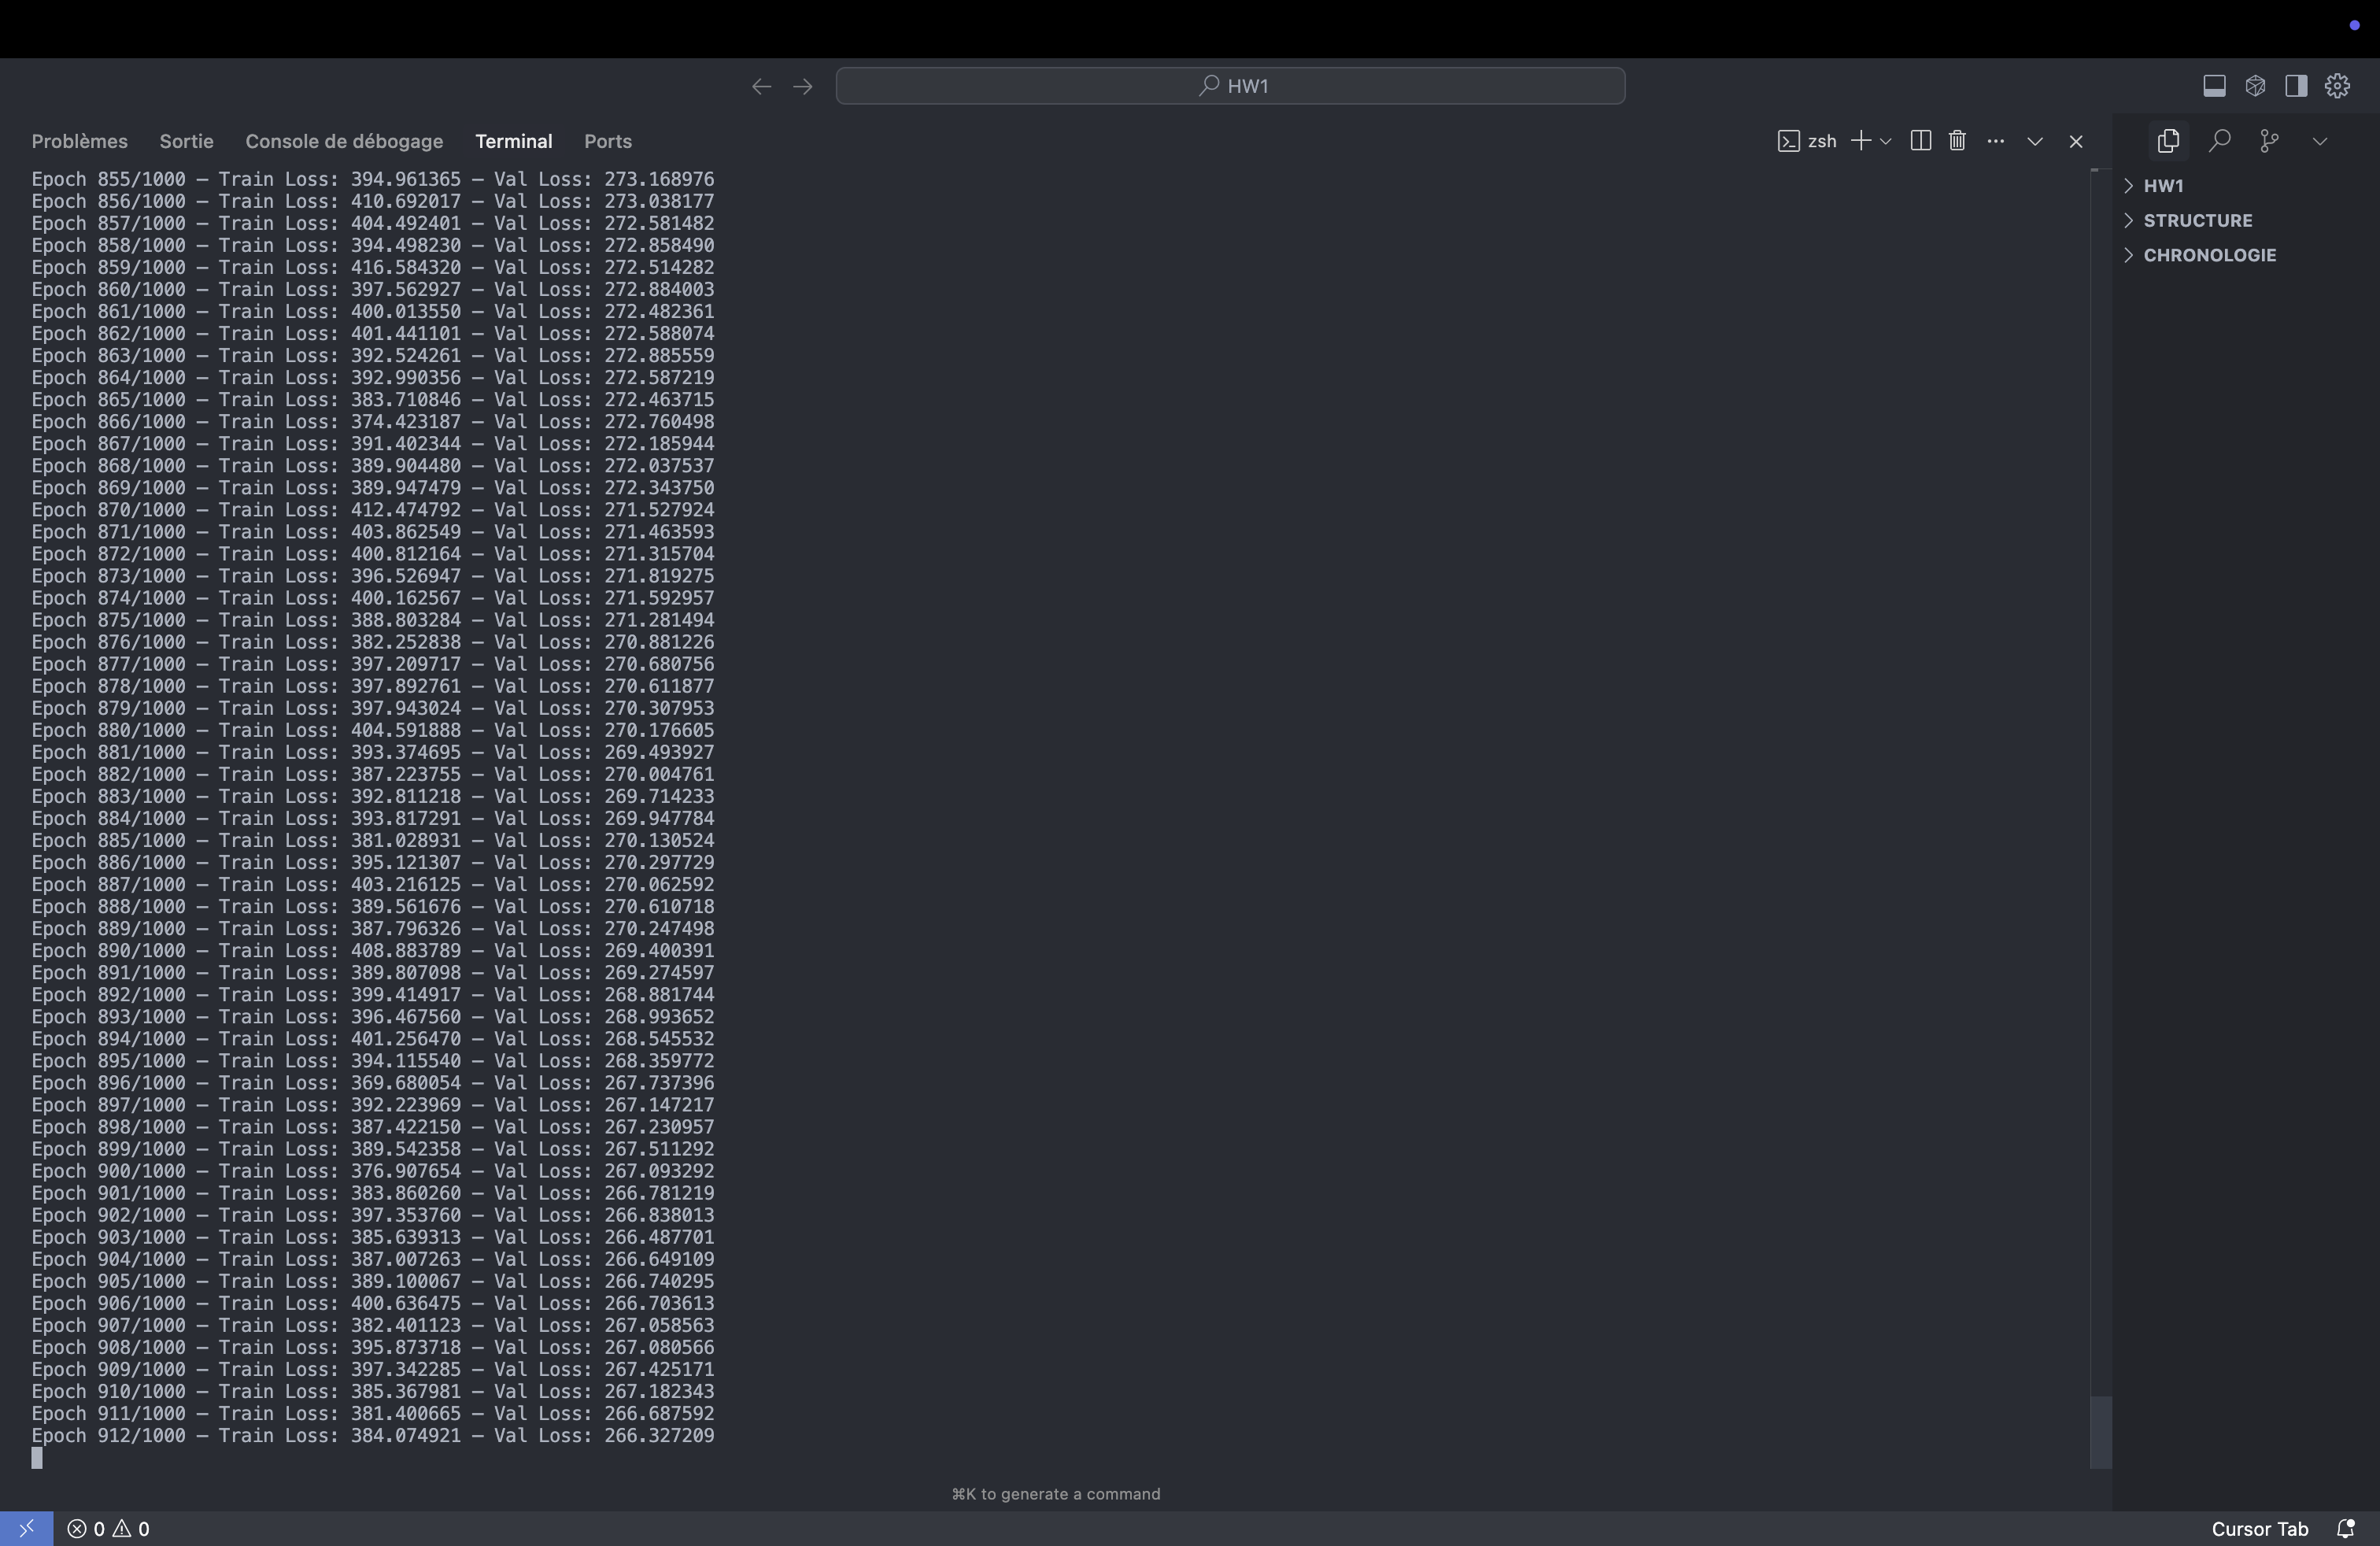 HW1
Problèmes Sortie Console de débogage Terminal Ports zsh
Epoch 855/1000 — Train Loss: 394.961365 — Val Loss: 273.168976
Epoch 856/1000 — Train Loss: 410.692017 — Val Loss: 273.038177
Epoch 857/1000 — Train Loss: 404.492401 — Val Loss: 272.581482
Epoch 858/1000 — Train Loss: 394.498230 — Val Loss: 272.858490
Epoch 859/1000 — Train Loss: 416.584320 — Val Loss: 272.514282
Epoch 860/1000 — Train Loss: 397.562927 — Val Loss: 272.884003
Epoch 861/1000 — Train Loss: 400.013550 — Val Loss: 272.482361
Epoch 862/1000 — Train Loss: 401.441101 — Val Loss: 272.588074
Epoch 863/1000 — Train Loss: 392.524261 — Val Loss: 272.885559
Epoch 864/1000 — Train Loss: 392.990356 — Val Loss: 272.587219
Epoch 865/1000 — Train Loss: 383.710846 — Val Loss: 272.463715
Epoch 866/1000 — Train Loss: 374.423187 — Val Loss: 272.760498
Epoch 867/1000 — Train Loss: 391.402344 — Val Loss: 272.185944
Epoch 868/1000 — Train Loss: 389.904480 — Val Loss: 272.037537
Epoch 869/1000 — Train Loss: 389.947479 — Val Loss: 272.343750
Epoch 870/1000 — Train Loss: 412.474792 — Val Loss: 271.527924
Epoch 871/1000 — Train Loss: 403.862549 — Val Loss: 271.463593
Epoch 872/1000 — Train Loss: 400.812164 — Val Loss: 271.315704
Epoch 873/1000 — Train Loss: 396.526947 — Val Loss: 271.819275
Epoch 874/1000 — Train Loss: 400.162567 — Val Loss: 271.592957
Epoch 875/1000 — Train Loss: 388.803284 — Val Loss: 271.281494
Epoch 876/1000 — Train Loss: 382.252838 — Val Loss: 270.881226
Epoch 877/1000 — Train Loss: 397.209717 — Val Loss: 270.680756
Epoch 878/1000 — Train Loss: 397.892761 — Val Loss: 270.611877
Epoch 879/1000 — Train Loss: 397.943024 — Val Loss: 270.307953
Epoch 880/1000 — Train Loss: 404.591888 — Val Loss: 270.176605
Epoch 881/1000 — Train Loss: 393.374695 — Val Loss: 269.493927
Epoch 882/1000 — Train Loss: 387.223755 — Val Loss: 270.004761
Epoch 883/1000 — Train Loss: 392.811218 — Val Loss: 269.714233
Epoch 884/1000 — Train Loss: 393.817291 — Val Loss: 269.947784
Epoch 885/1000 — Train Loss: 381.028931 — Val Loss: 270.130524
Epoch 886/1000 — Train Loss: 395.121307 — Val Loss: 270.297729
Epoch 887/1000 — Train Loss: 403.216125 — Val Loss: 270.062592
Epoch 888/1000 — Train Loss: 389.561676 — Val Loss: 270.610718
Epoch 889/1000 — Train Loss: 387.796326 — Val Loss: 270.247498
Epoch 890/1000 — Train Loss: 408.883789 — Val Loss: 269.400391
Epoch 891/1000 — Train Loss: 389.807098 — Val Loss: 269.274597
Epoch 892/1000 — Train Loss: 399.414917 — Val Loss: 268.881744
Epoch 893/1000 — Train Loss: 396.467560 — Val Loss: 268.993652
Epoch 894/1000 — Train Loss: 401.256470 — Val Loss: 268.545532
Epoch 895/1000 — Train Loss: 394.115540 — Val Loss: 268.359772
Epoch 896/1000 — Train Loss: 369.680054 — Val Loss: 267.737396
Epoch 897/1000 — Train Loss: 392.223969 — Val Loss: 267.147217
Epoch 898/1000 — Train Loss: 387.422150 — Val Loss: 267.230957
Epoch 899/1000 — Train Loss: 389.542358 — Val Loss: 267.511292
Epoch 900/1000 — Train Loss: 376.907654 — Val Loss: 267.093292
Epoch 901/1000 — Train Loss: 383.860260 — Val Loss: 266.781219
Epoch 902/1000 — Train Loss: 397.353760 — Val Loss: 266.838013
Epoch 903/1000 — Train Loss: 385.639313 — Val Loss: 266.487701
Epoch 904/1000 — Train Loss: 387.007263 — Val Loss: 266.649109
Epoch 905/1000 — Train Loss: 389.100067 — Val Loss: 266.740295
Epoch 906/1000 — Train Loss: 400.636475 — Val Loss: 266.703613
Epoch 907/1000 — Train Loss: 382.401123 — Val Loss: 267.058563
Epoch 908/1000 — Train Loss: 395.873718 — Val Loss: 267.080566
Epoch 909/1000 — Train Loss: 397.342285 — Val Loss: 267.425171
Epoch 910/1000 — Train Loss: 385.367981 — Val Loss: 267.182343
Epoch 911/1000 — Train Loss: 381.400665 — Val Loss: 266.687592
Epoch 912/1000 — Train Loss: 384.074921 — Val Loss: 266.327209
⌘K to generate a command
HW1
STRUCTURE
CHRONOLOGIE
0 0
Cursor Tab